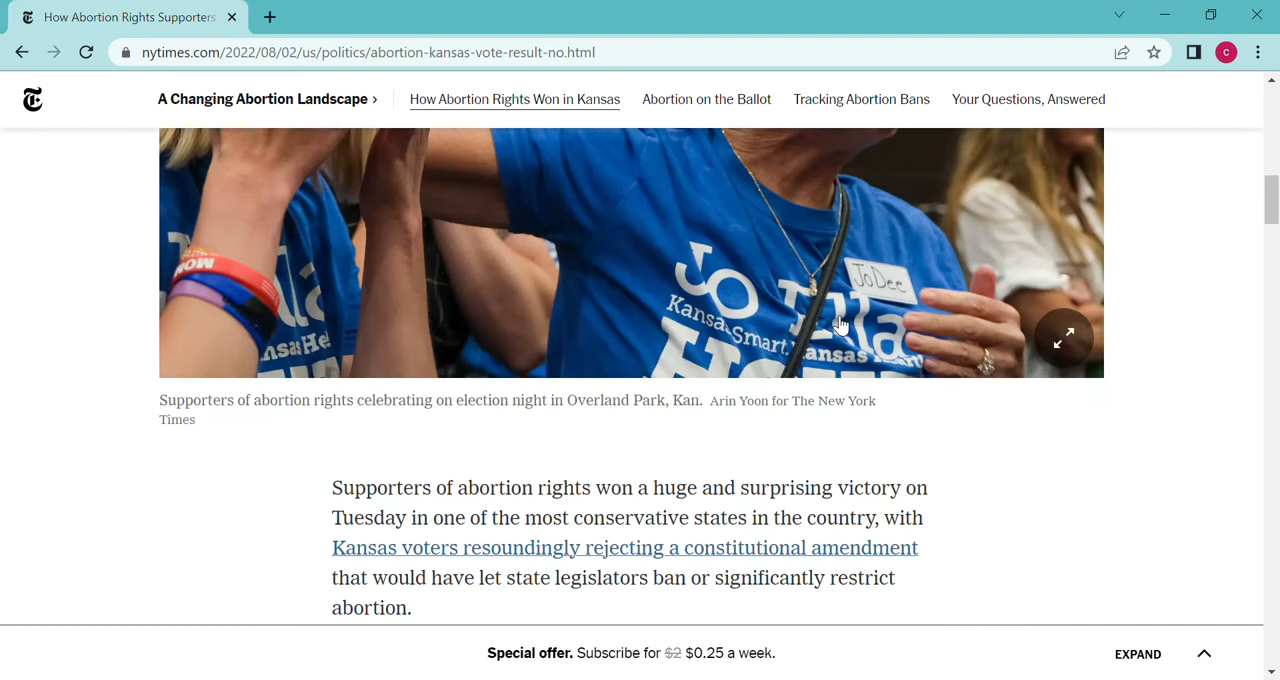 How Abortion Rights Supporters
nytimes.com/2022/08/02/us/politics/abortion-kansas-vote-result-no.html
C
A Changing Abortion Landscape › How Abortion Rights Won in Kansas Abortion on the Ballot Tracking Abortion Bans Your Questions, Answered
MOM
JO
JoDee
Kansa Smart
ansas
Supporters of abortion rights celebrating on election night in Overland Park, Kan. Arin Yoon for The New York
Times
Supporters of abortion rights won a huge and surprising victory on
Tuesday in one of the most conservative states in the country, with
Kansas voters resoundingly rejecting a constitutional amendment
that would have let state legislators ban or significantly restrict
abortion.
Special offer. Subscribe for $2 $0.25 a week.
EXPAND